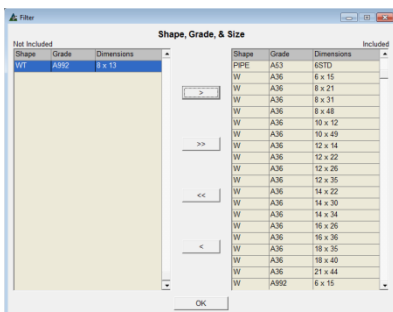 Filter
Shape, Grade, & Size
Not Included Included
Shape Grade Dimensions
WT A992 8 x 13
>
>>
<<
<
Shape Grade Dimensions
PIPE A53 6STD
W A36 6 x 15
W A36 8 x 21
W A36 8 x 31
W A36 8 x 48
W A36 10 x 12
W A36 10 x 49
W A36 12 x 14
W A36 12 x 22
W A36 12 x 26
W A36 12 x 35
W A36 14 x 22
W A36 14 x 30
W A36 14 x 34
W A36 16 x 26
W A36 16 x 36
W A36 18 x 35
W A36 18 x 40
W A36 21 x 44
W A992 6 x 15
OK